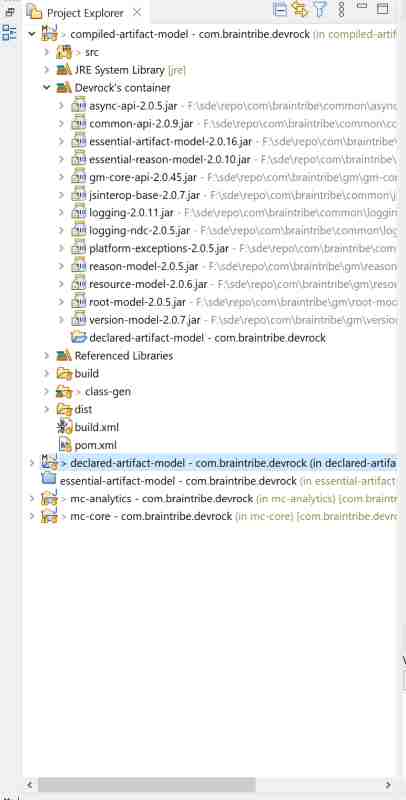 Project Explorer
> compiled-artifact-model - com.braintribe.devrock (in compiled-artif
> src
JRE System Library [jre]
Devrock's container
async-api-2.0.5.jar - F:\sde\repo\com\braintribe\common\async
common-api-2.0.9.jar - F:\sde\repo\com\braintribe\common\co
essential-artifact-model-2.0.16.jar - F:\sde\repo\com\braintribe\
essential-reason-model-2.0.10.jar - F:\sde\repo\com\braintribe\
gm-core-api-2.0.45.jar - F:\sde\repo\com\braintribe\gm\gm-co
jsinterop-base-2.0.7.jar - F:\sde\repo\com\braintribe\common\j
logging-2.0.11.jar - F:\sde\repo\com\braintribe\common\loggin
logging-ndc-2.0.5.jar - F:\sde\repo\com\braintribe\common\log
platform-exceptions-2.0.5.jar - F:\sde\repo\com\braintribe\com
reason-model-2.0.5.jar - F:\sde\repo\com\braintribe\gm\reason
resource-model-2.0.6.jar - F:\sde\repo\com\braintribe\gm\reso
root-model-2.0.5.jar - F:\sde\repo\com\braintribe\gm\root-moc
version-model-2.0.7.jar - F:\sde\repo\com\braintribe\gm\versio
declared-artifact-model - com.braintribe.devrock
Referenced Libraries
build
> class-gen
dist
build.xml
pom.xml
> declared-artifact-model - com.braintribe.devrock (in declared-artifa
essential-artifact-model - com.braintribe.devrock (in essential-artifact
> mc-analytics - com.braintribe.devrock (in mc-analytics) [com.braint
> mc-core - com.braintribe.devrock (in mc-core) [com.braintribe.devro